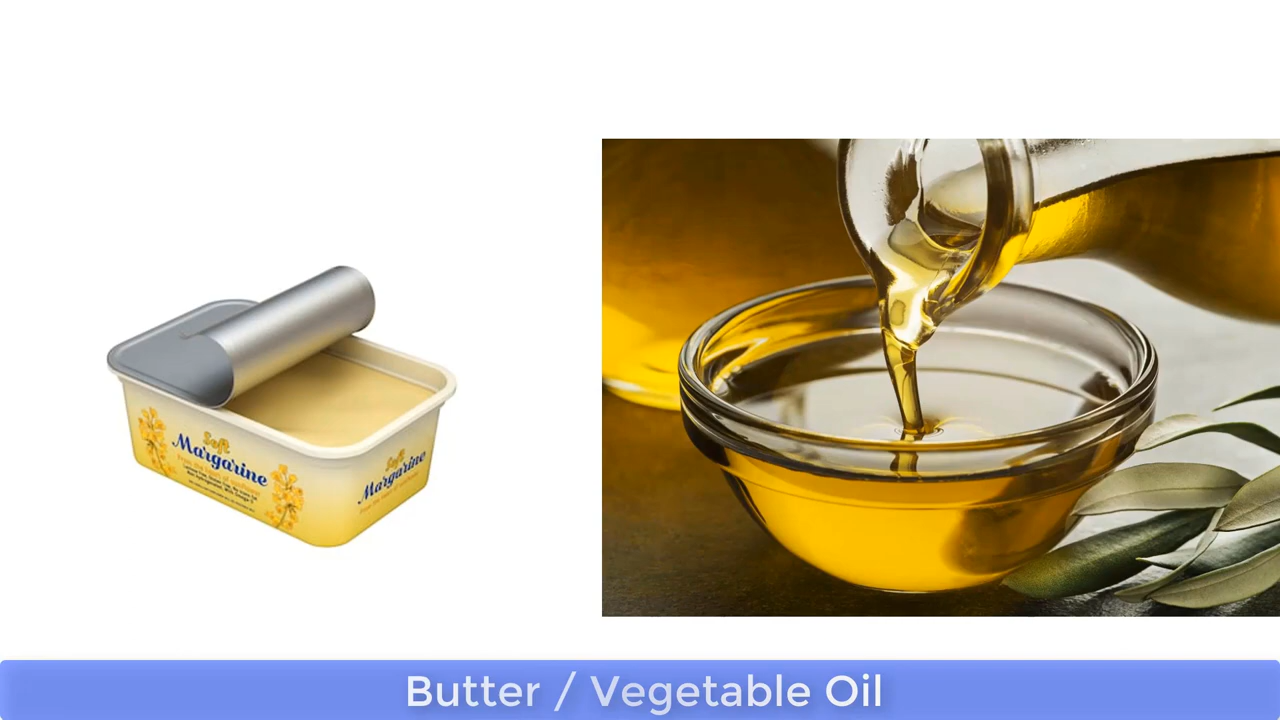 Soft
Margarine
Soft
Margarine
Butter / Vegetable Oil